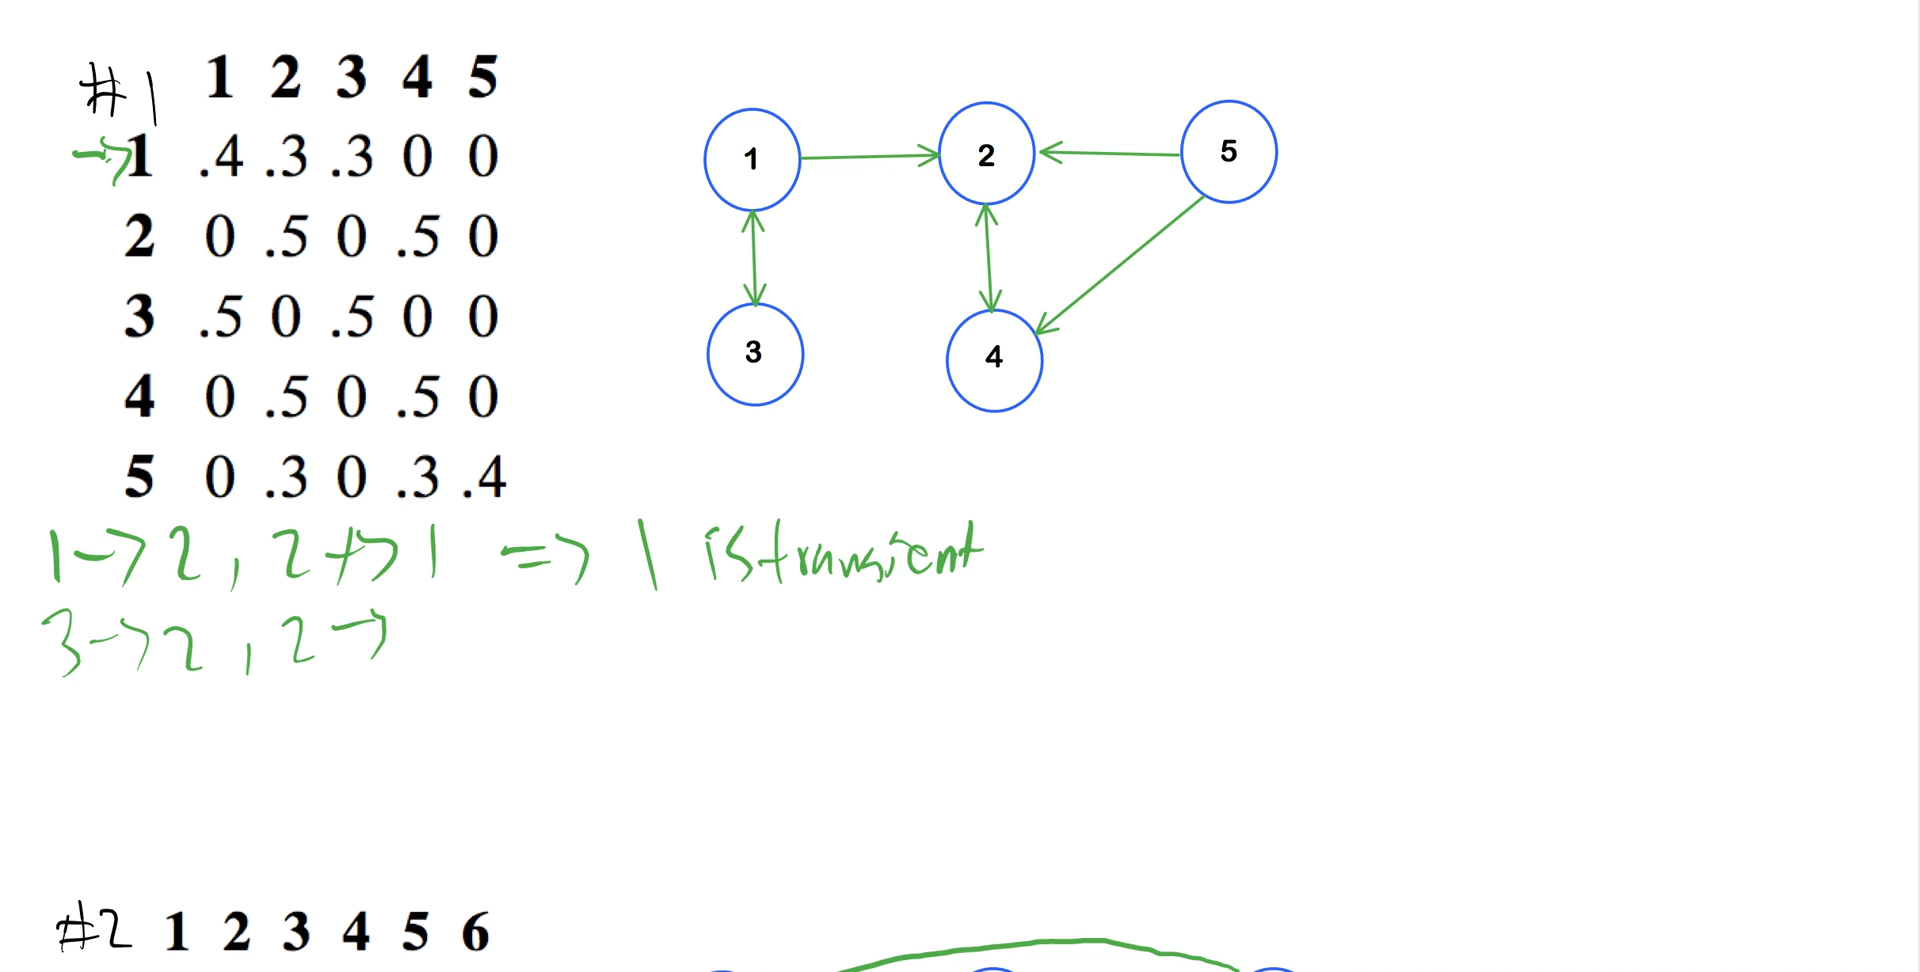 #1 1 2 3 4 5
→1 .4 .3 .3 0 0
2 0 .5 0 .5 0
3 .5 0 .5 0 0
4 0 .5 0 .5 0
5 0 .3 0 .3 .4
1 2 5
3 4
1→2, 2↛1 => 1 is transient
3→2, 2→
#2 1 2 3 4 5 6